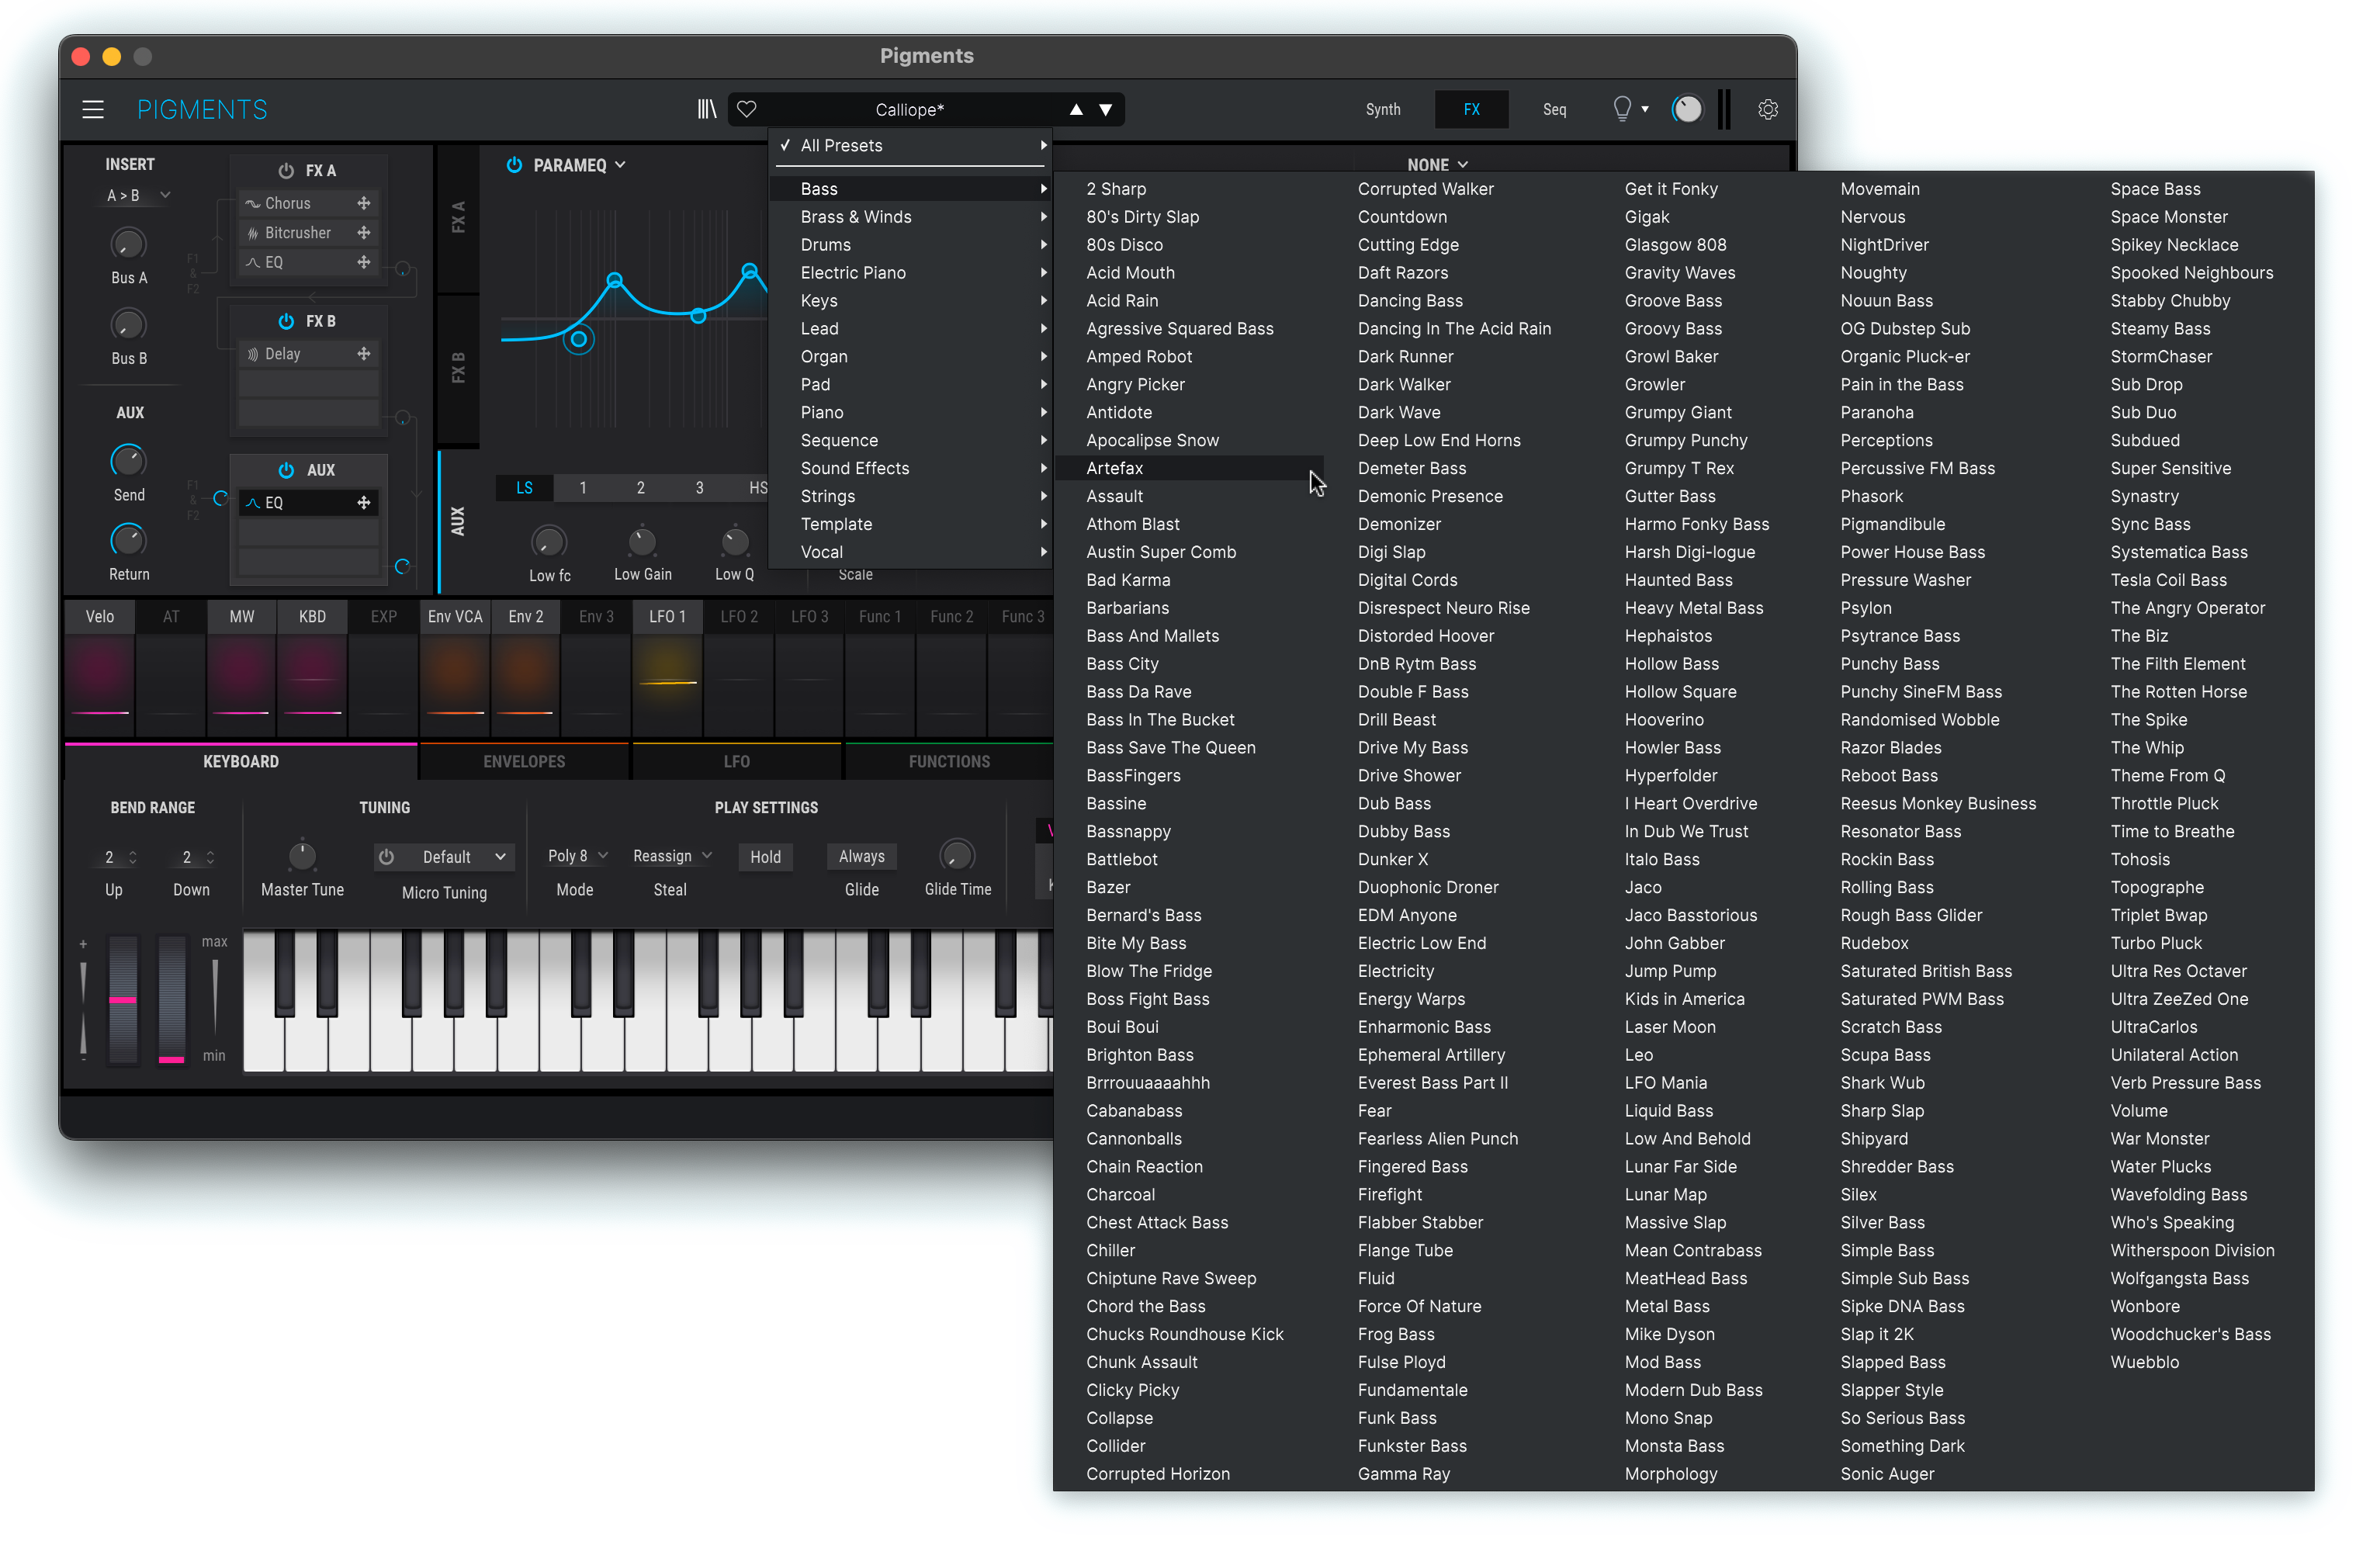 Pigments
PIGMENTS
Calliope*
Synth
FX
Seq
INSERT
A > B
Bus A
Bus B
AUX
Send
Return
F1
&
F2
FX A
Chorus
Bitcrusher
EQ
FX B
Delay
F1
&
F2
AUX
EQ
FX A
FX B
AUX
PARAMEQ
NONE
LS
1
2
3
HS
Low fc
Low Gain
Low Q
Scale
All Presets
Bass
Brass & Winds
Drums
Electric Piano
Keys
Lead
Organ
Pad
Piano
Sequence
Sound Effects
Strings
Template
Vocal
2 Sharp
80's Dirty Slap
80s Disco
Acid Mouth
Acid Rain
Agressive Squared Bass
Amped Robot
Angry Picker
Antidote
Apocalipse Snow
Artefax
Assault
Athom Blast
Austin Super Comb
Bad Karma
Barbarians
Bass And Mallets
Bass City
Bass Da Rave
Bass In The Bucket
Bass Save The Queen
BassFingers
Bassine
Bassnappy
Battlebot
Bazer
Bernard's Bass
Bite My Bass
Blow The Fridge
Boss Fight Bass
Boui Boui
Brighton Bass
Brrrouuaaaahhh
Cabanabass
Cannonballs
Chain Reaction
Charcoal
Chest Attack Bass
Chiller
Chiptune Rave Sweep
Chord the Bass
Chucks Roundhouse Kick
Chunk Assault
Clicky Picky
Collapse
Collider
Corrupted Horizon
Corrupted Walker
Countdown
Cutting Edge
Daft Razors
Dancing Bass
Dancing In The Acid Rain
Dark Runner
Dark Walker
Dark Wave
Deep Low End Horns
Demeter Bass
Demonic Presence
Demonizer
Digi Slap
Digital Cords
Disrespect Neuro Rise
Distorded Hoover
DnB Rytm Bass
Double F Bass
Drill Beast
Drive My Bass
Drive Shower
Dub Bass
Dubby Bass
Dunker X
Duophonic Droner
EDM Anyone
Electric Low End
Electricity
Energy Warps
Enharmonic Bass
Ephemeral Artillery
Everest Bass Part II
Fear
Fearless Alien Punch
Fingered Bass
Firefight
Flabber Stabber
Flange Tube
Fluid
Force Of Nature
Frog Bass
Fulse Ployd
Fundamentale
Funk Bass
Funkster Bass
Gamma Ray
Get it Fonky
Gigak
Glasgow 808
Gravity Waves
Groove Bass
Groovy Bass
Growl Baker
Growler
Grumpy Giant
Grumpy Punchy
Grumpy T Rex
Gutter Bass
Harmo Fonky Bass
Harsh Digi-logue
Haunted Bass
Heavy Metal Bass
Hephaistos
Hollow Bass
Hollow Square
Hooverino
Howler Bass
Hyperfolder
I Heart Overdrive
In Dub We Trust
Italo Bass
Jaco
Jaco Basstorious
John Gabber
Jump Pump
Kids in America
Laser Moon
Leo
LFO Mania
Liquid Bass
Low And Behold
Lunar Far Side
Lunar Map
Massive Slap
Mean Contrabass
MeatHead Bass
Metal Bass
Mike Dyson
Mod Bass
Modern Dub Bass
Mono Snap
Monsta Bass
Morphology
Movemain
Nervous
NightDriver
Noughty
Nouun Bass
OG Dubstep Sub
Organic Pluck-er
Pain in the Bass
Paranoha
Perceptions
Percussive FM Bass
Phasork
Pigmandibule
Power House Bass
Pressure Washer
Psylon
Psytrance Bass
Punchy Bass
Punchy SineFM Bass
Randomised Wobble
Razor Blades
Reboot Bass
Reesus Monkey Business
Resonator Bass
Rockin Bass
Rolling Bass
Rough Bass Glider
Rudebox
Saturated British Bass
Saturated PWM Bass
Scratch Bass
Scupa Bass
Shark Wub
Sharp Slap
Shipyard
Shredder Bass
Silex
Silver Bass
Simple Bass
Simple Sub Bass
Sipke DNA Bass
Slap it 2K
Slapped Bass
Slapper Style
So Serious Bass
Something Dark
Sonic Auger
Space Bass
Space Monster
Spikey Necklace
Spooked Neighbours
Stabby Chubby
Steamy Bass
StormChaser
Sub Drop
Sub Duo
Subdued
Super Sensitive
Synastry
Sync Bass
Systematica Bass
Tesla Coil Bass
The Angry Operator
The Biz
The Filth Element
The Rotten Horse
The Spike
The Whip
Theme From Q
Throttle Pluck
Time to Breathe
Tohosis
Topographe
Triplet Bwap
Turbo Pluck
Ultra Res Octaver
Ultra ZeeZed One
UltraCarlos
Unilateral Action
Verb Pressure Bass
Volume
War Monster
Water Plucks
Wavefolding Bass
Who's Speaking
Witherspoon Division
Wolfgangsta Bass
Wonbore
Woodchucker's Bass
Wuebblo
Velo
AT
MW
KBD
EXP
Env VCA
Env 2
Env 3
LFO 1
LFO 2
LFO 3
Func 1
Func 2
Func 3
KEYBOARD
ENVELOPES
LFO
FUNCTIONS
BEND RANGE
2
2
Up
Down
TUNING
Master Tune
Default
Micro Tuning
PLAY SETTINGS
Poly 8
Reassign
Hold
Always
Mode
Steal
Glide
Glide Time
+
-
max
min